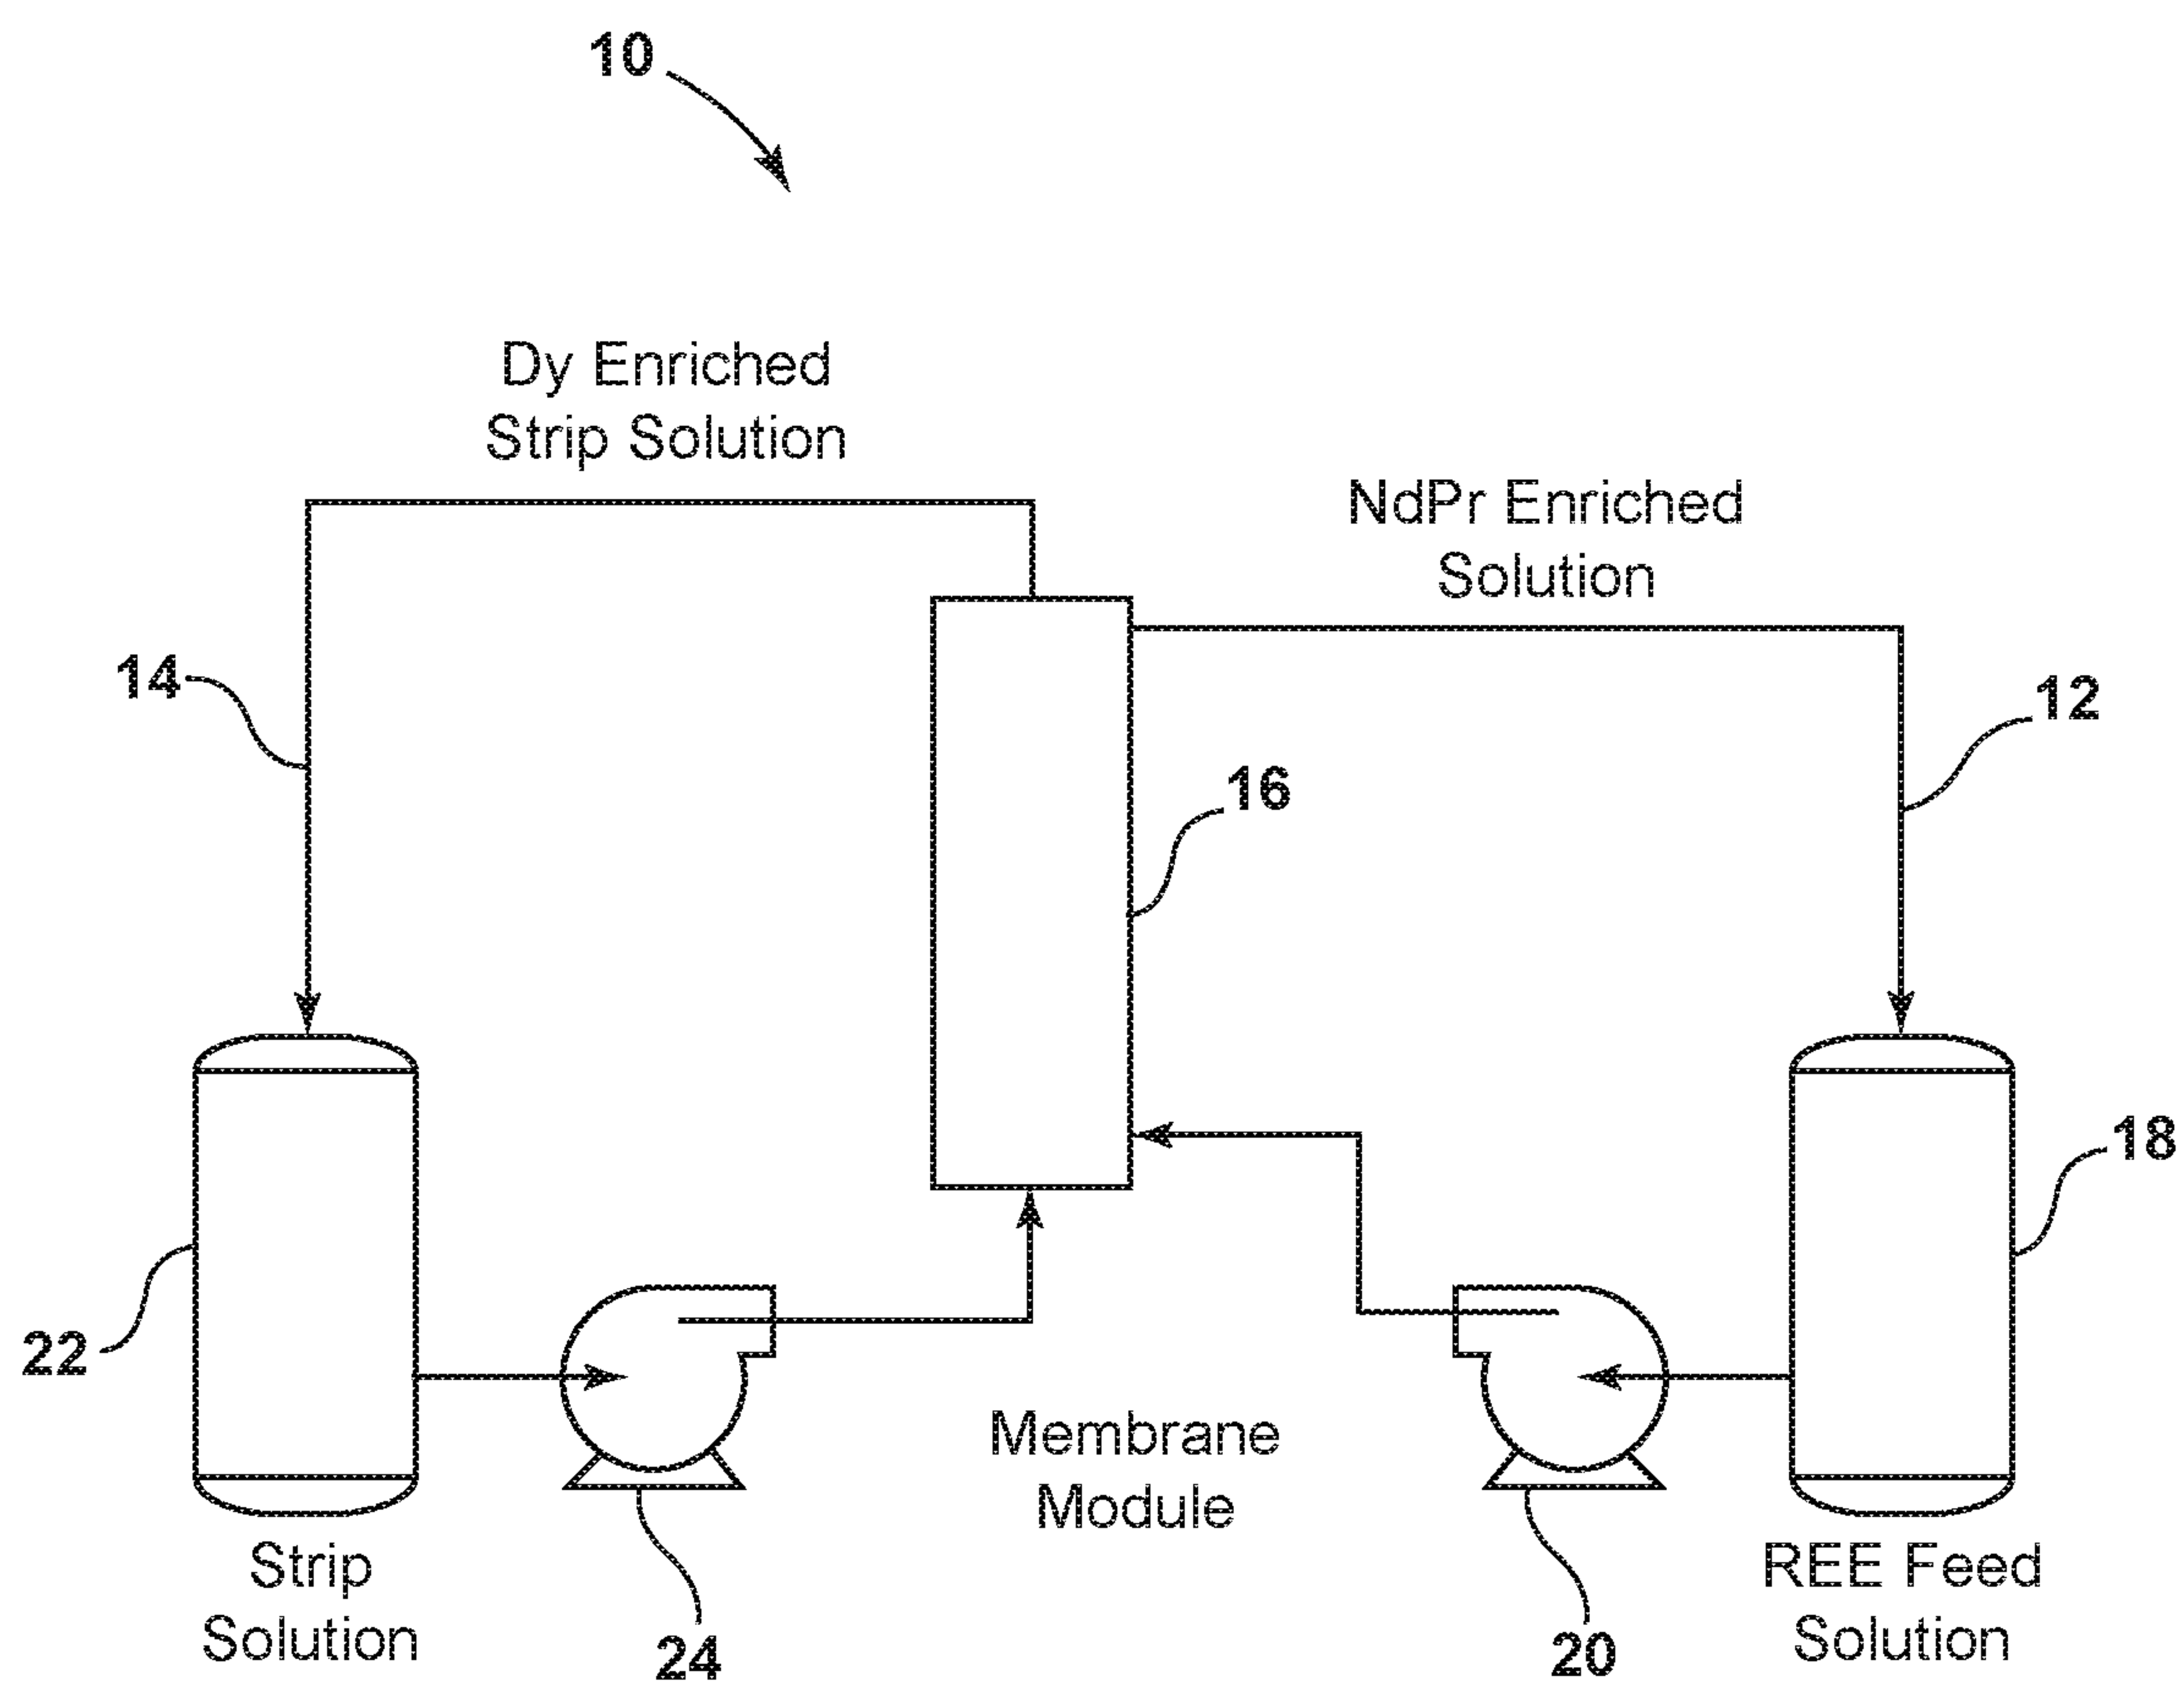 10
Dy Enriched
Strip Solution
NdPr Enriched
Solution
14
12
16
18
22
Membrane
Module
Strip
Solution
24
20
REE Feed
Solution